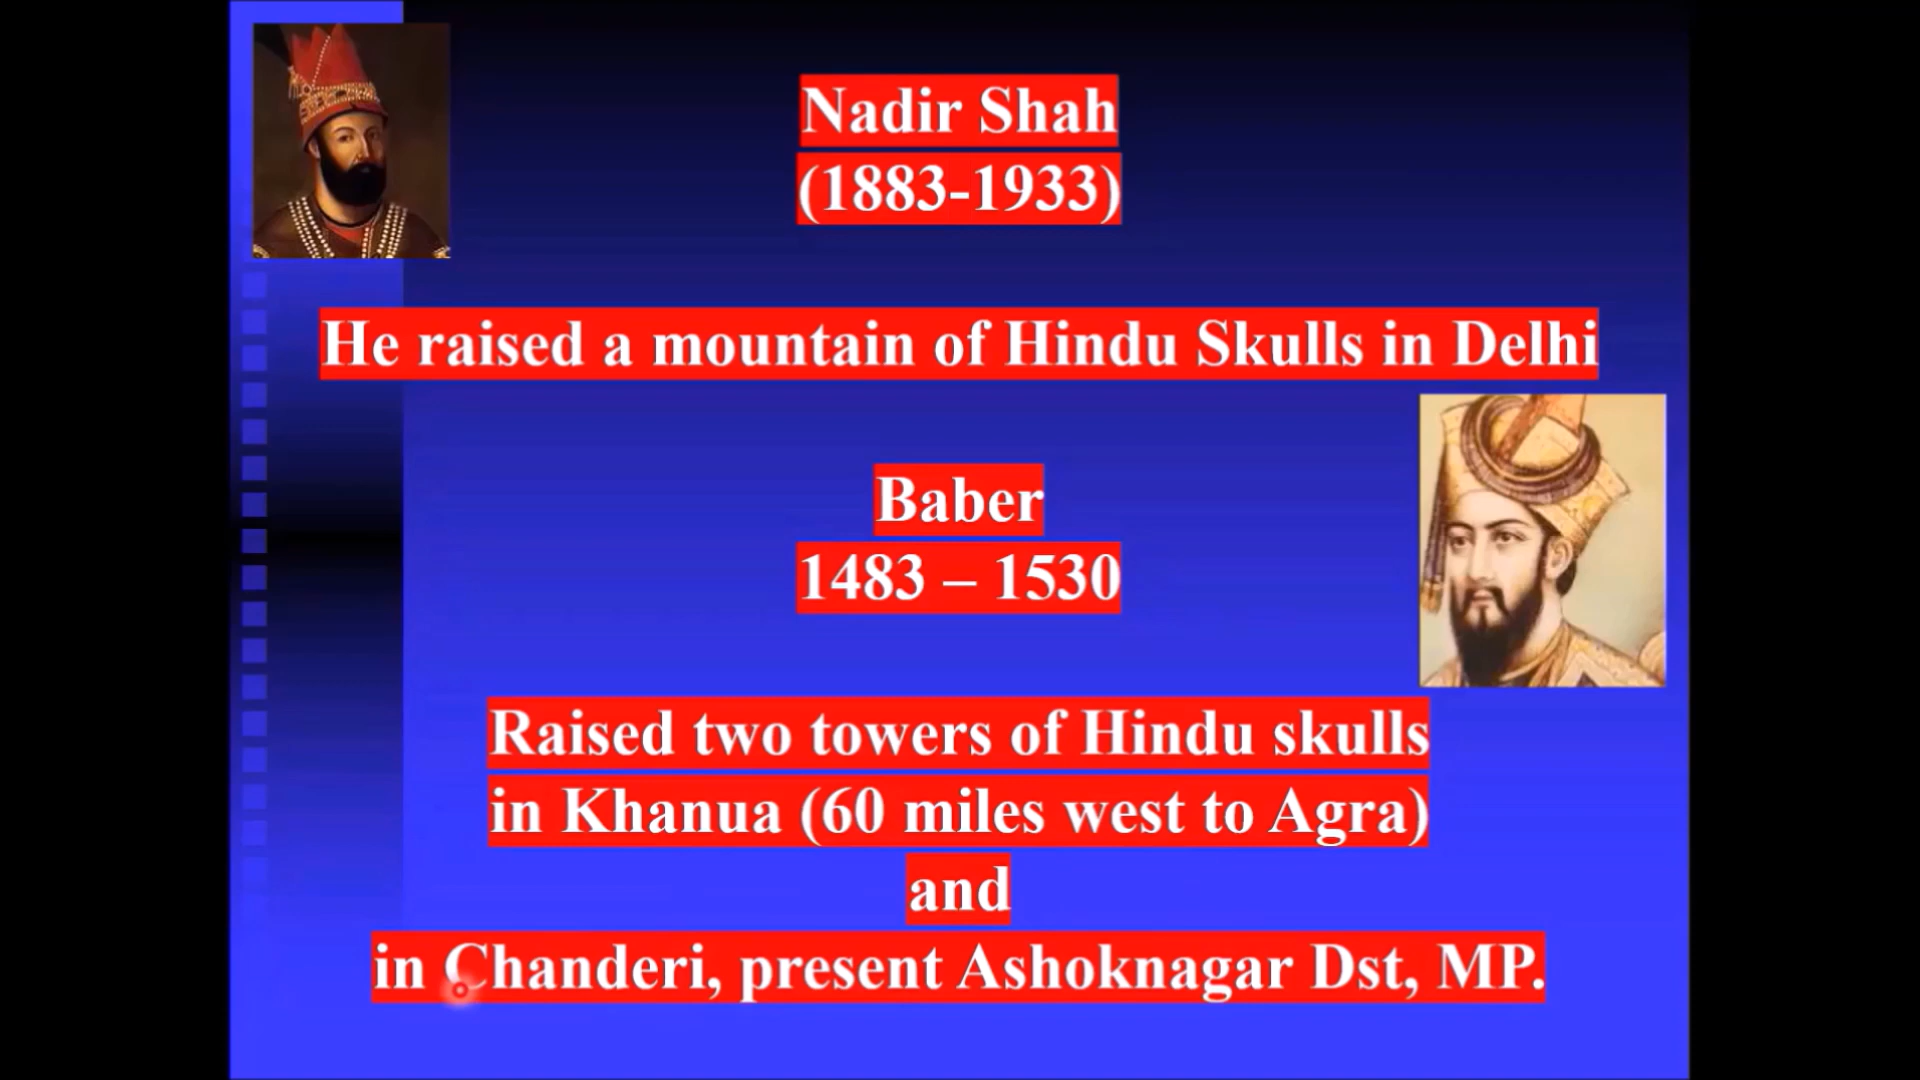 Nadir Shah
(1883-1933)
He raised a mountain of Hindu Skulls in Delhi
Baber
1483 – 1530
Raised two towers of Hindu skulls
in Khanua (60 miles west to Agra)
and
in Chanderi, present Ashoknagar Dst, MP.